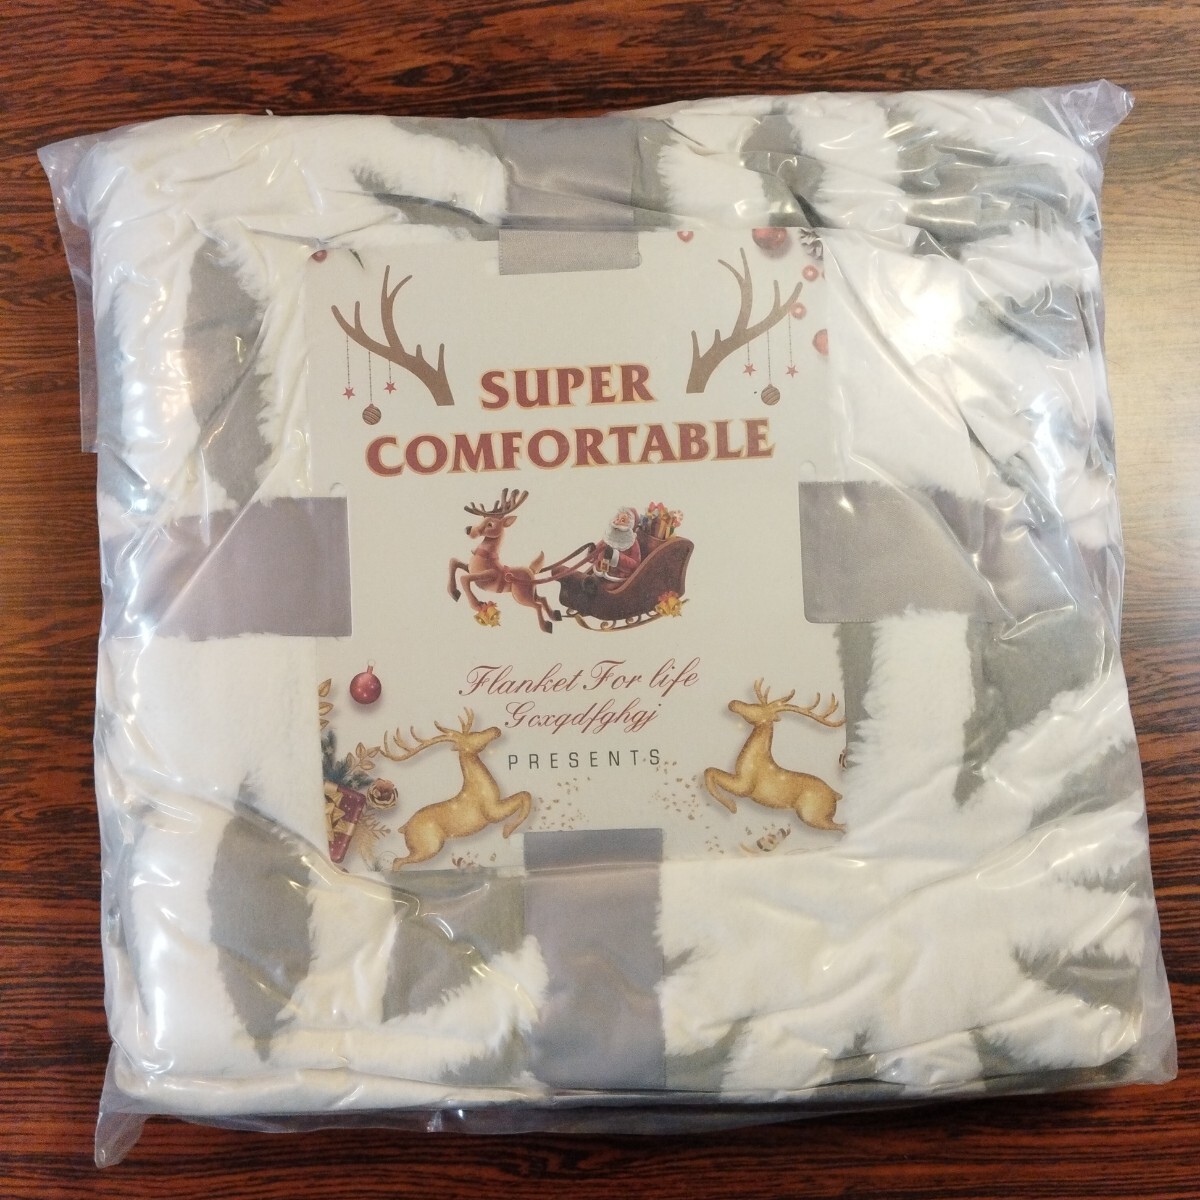 SUPER
COMFORTABLE
Flanket For life
Gcxqdfghgj
PRESENTS